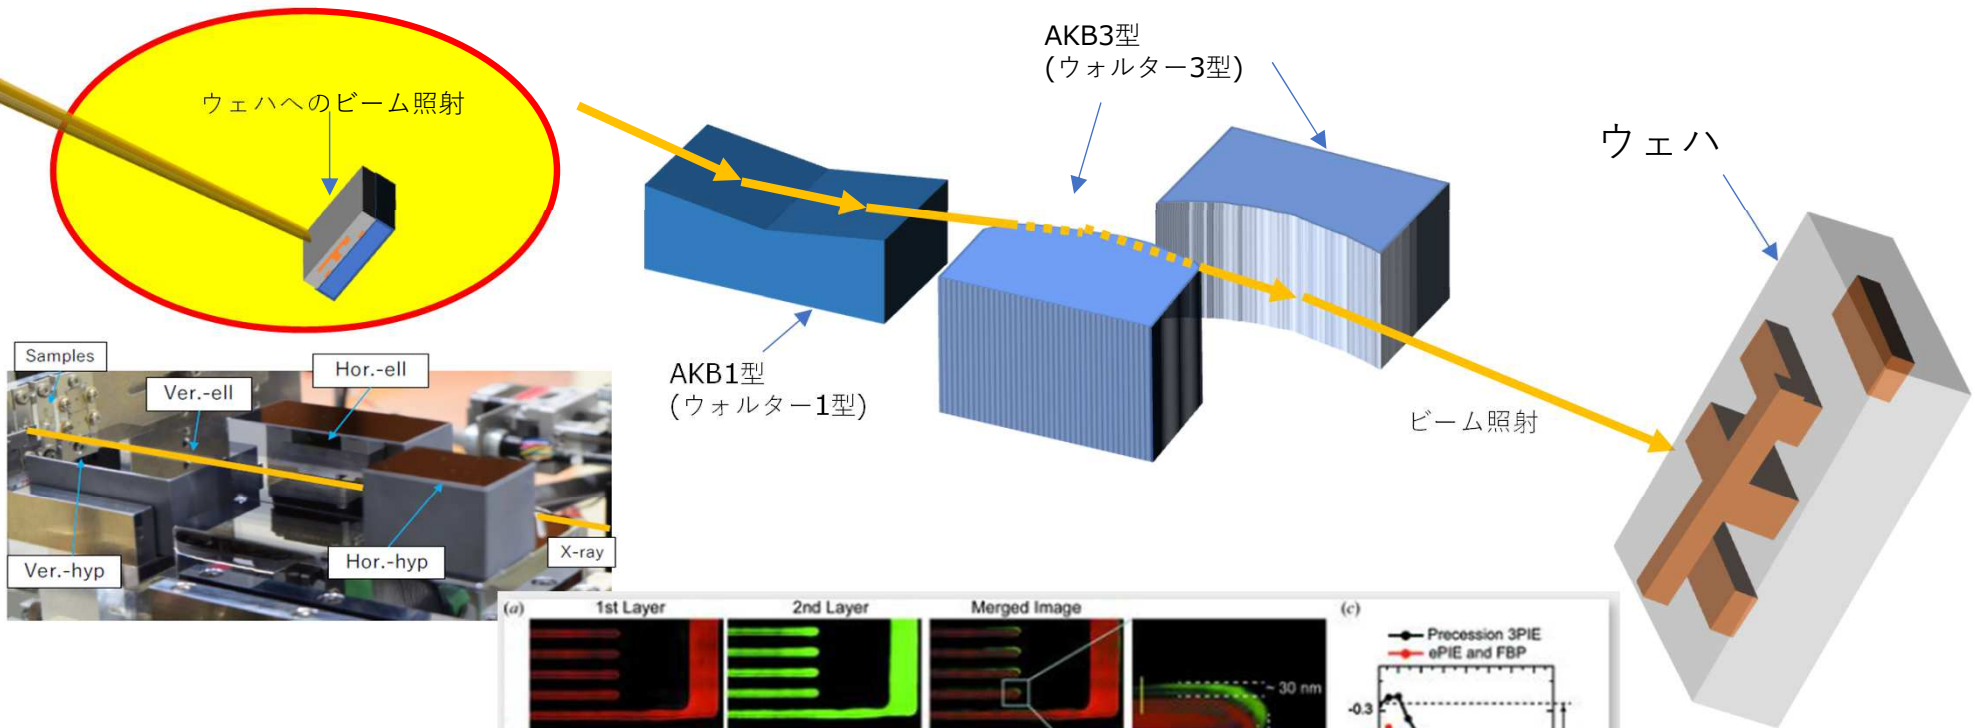 ウェハへのビーム照射
AKB3型
(ウォルター3型)
ウェハ
AKB1型
(ウォルター1型)
ビーム照射
Samples
Ver.-ell
Hor.-ell
Ver.-hyp
Hor.-hyp
X-ray
(a)
1st Layer
2nd Layer
Merged Image
~ 30 nm
(c)
Precession 3PIE
ePIE and FBP
-0.3